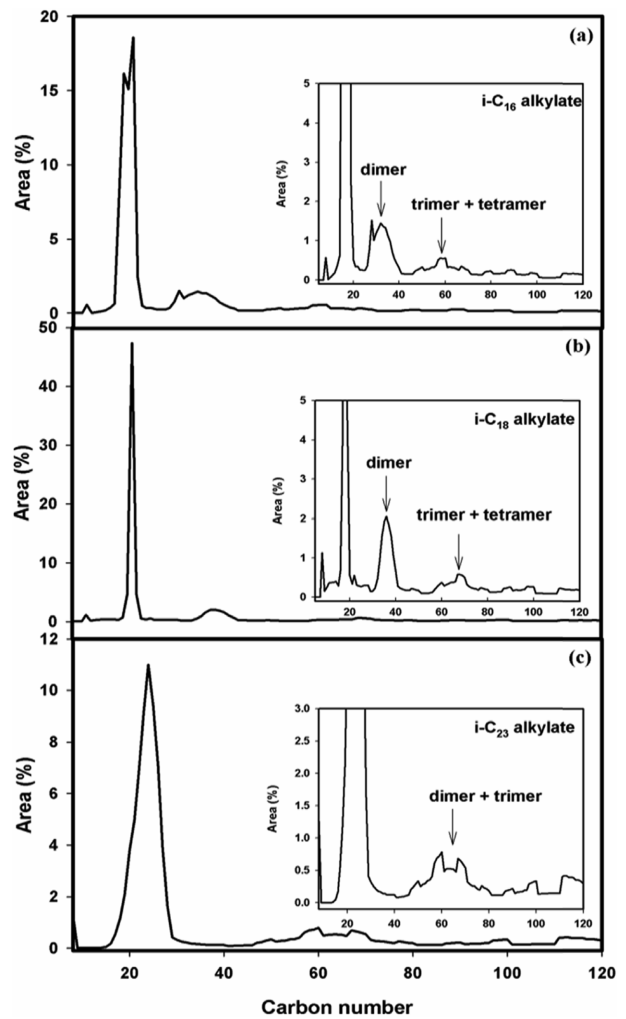 20
(a)
15
10
5
0
Area (%)
5
4
3
2
1
0
Area (%)
i-C₁₆ alkylate
dimer
trimer + tetramer
20 40 60 80 100 120
50
(b)
40
30
20
10
0
Area (%)
5
4
3
2
1
0
Area (%)
i-C₁₈ alkylate
dimer
trimer + tetramer
20 40 60 80 100 120
12
(c)
10
8
6
4
2
0
Area (%)
3.0
2.5
2.0
1.5
1.0
0.5
0.0
Area (%)
i-C₂₃ alkylate
dimer + trimer
20 40 60 80 100 120
20 40 60 80 100 120
Carbon number